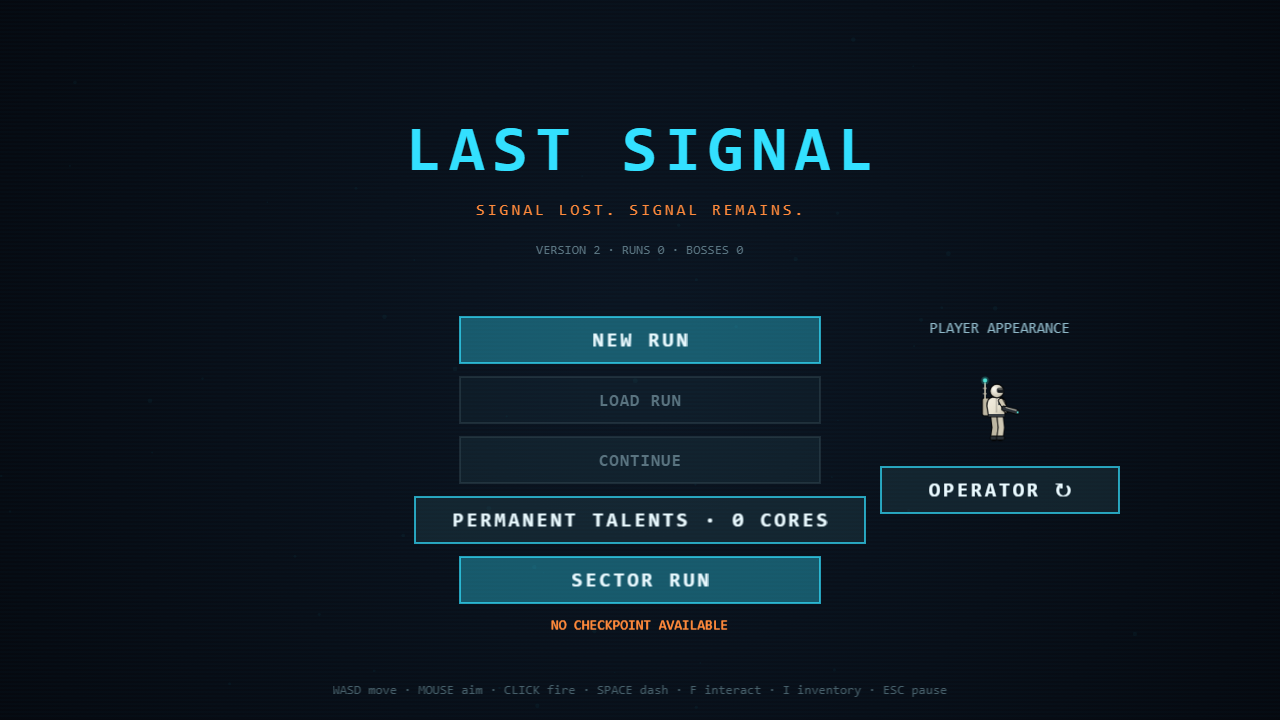 LAST SIGNAL
SIGNAL LOST. SIGNAL REMAINS.
VERSION 2 · RUNS 0 · BOSSES 0
NEW RUN
LOAD RUN
CONTINUE
PERMANENT TALENTS · 0 CORES
SECTOR RUN
NO CHECKPOINT AVAILABLE
PLAYER APPEARANCE
OPERATOR ↻
WASD move · MOUSE aim · CLICK fire · SPACE dash · F interact · I inventory · ESC pause